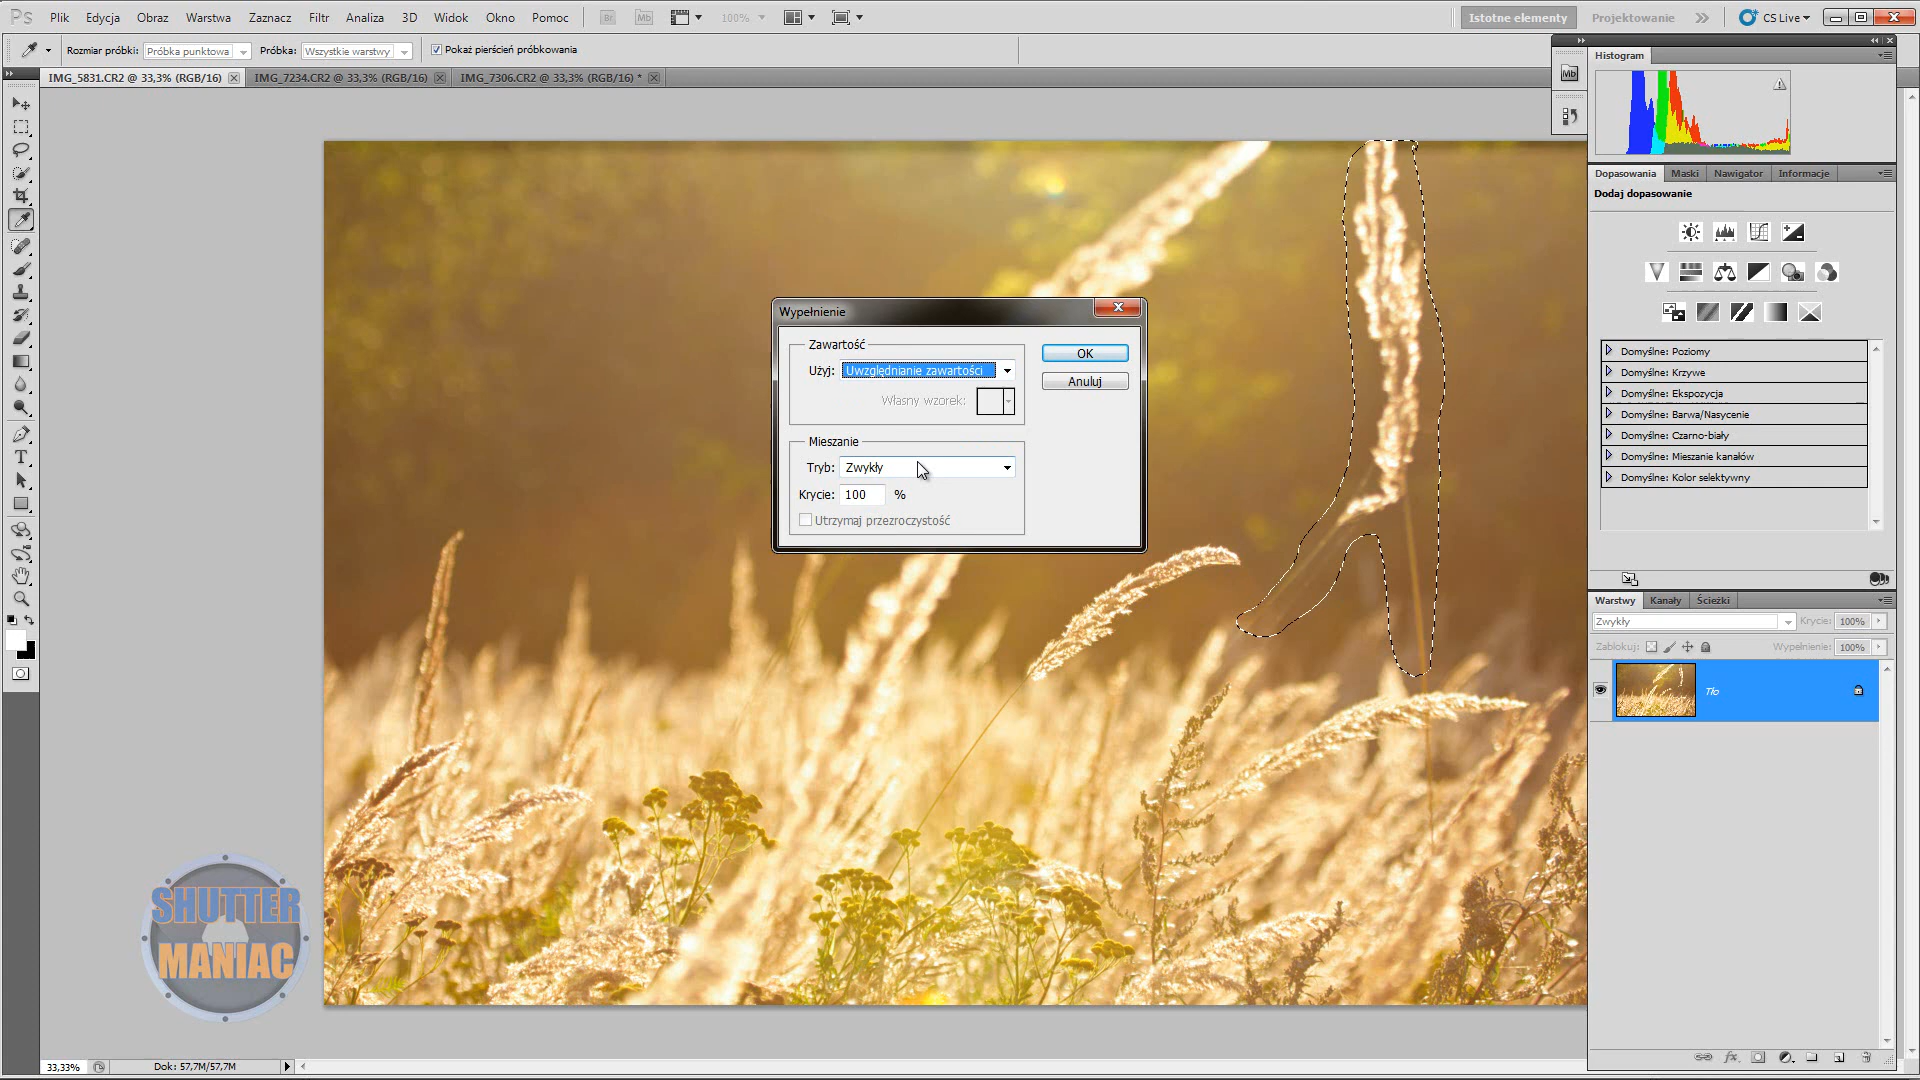 Ps Plik Edycja Obraz Warstwa Zaznacz Filtr Analiza 3D Widok Okno Pomoc Br Mb 100% Istotne elementy Projektowanie CS Live
Rozmiar próbki: Próbka punktowa Próbka: Wszystkie warstwy Pokaż pierścień próbkowania
IMG_5831.CR2 @ 33,3% (RGB/16) IMG_7234.CR2 @ 33,3% (RGB/16) IMG_7306.CR2 @ 33,3% (RGB/16) *
Histogram
Mb
Dopasowania Maski Nawigator Informacje
Dodaj dopasowanie
Wypełnienie
Zawartość
OK
Użyj: Uwzględnianie zawartości
Anuluj
Własny wzorek:
Mieszanie
Tryb: Zwykły
Krycie: 100 %
Utrzymaj przezroczystość
Domyślne: Poziomy
Domyślne: Krzywe
Domyślne: Ekspozycja
Domyślne: Barwa/Nasycenie
Domyślne: Czarno-biały
Domyślne: Mieszanie kanałów
Domyślne: Kolor selektywny
Warstwy Kanały Ścieżki
Zwykły Krycie: 100%
Zablokuj: Wypełnienie: 100%
Tło
SHUTTER
MANIAC
33,33% Dok: 57,7M/57,7M
fx